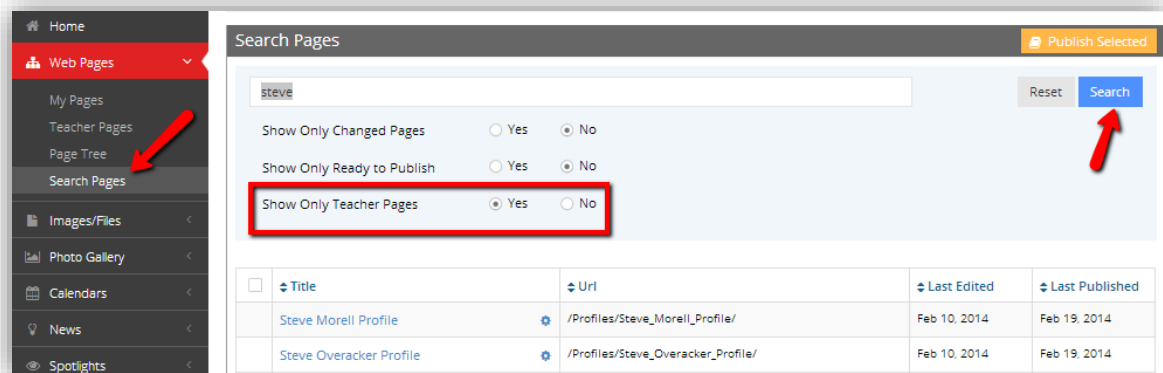 Home
Web Pages
My Pages
Teacher Pages
Page Tree
Search Pages
Images/Files
Photo Gallery
Calendars
News
Spotlights
Search Pages
Publish Selected
steve
Reset Search
Show Only Changed Pages Yes No
Show Only Ready to Publish Yes No
Show Only Teacher Pages Yes No
Title Url Last Edited Last Published
Steve Morell Profile /Profiles/Steve_Morell_Profile/ Feb 10, 2014 Feb 19, 2014
Steve Overacker Profile /Profiles/Steve_Overacker_Profile/ Feb 10, 2014 Feb 19, 2014